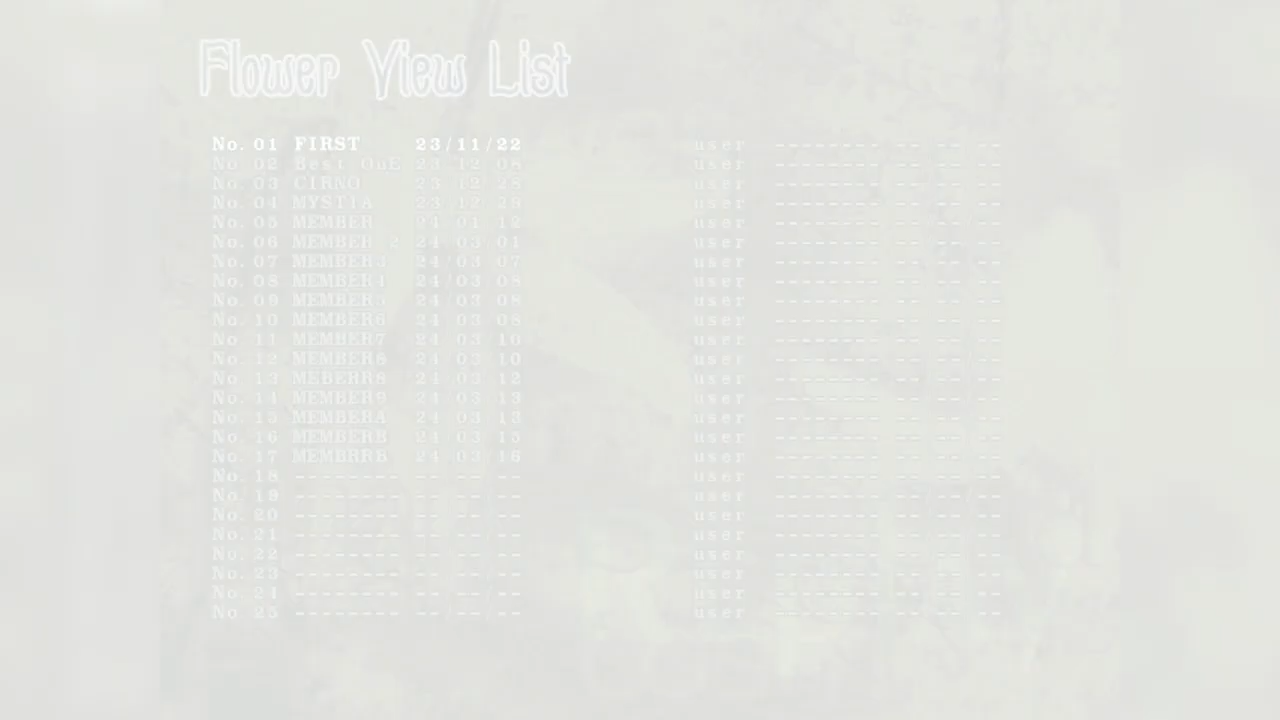 Flower View List
No. 01 FIRST 23/11/22 user -------- -- -- --
No. 02 Best OnE 23/12/08 user -------- -- -- --
No. 03 CIRNO 23/12/28 user -------- -- -- --
No. 04 MYSTIA 23/12/29 user -------- -- -- --
No. 05 MEMBER 24/01/12 user -------- -- -- --
No. 06 MEMBER 2 24/03/01 user -------- -- -- --
No. 07 MEMBER3 24/03/07 user -------- -- -- --
No. 08 MEMBER4 24/03/08 user -------- -- -- --
No. 09 MEMBER5 24/03/08 user -------- -- -- --
No. 10 MEMBER6 24/03/08 user -------- -- -- --
No. 11 MEMBER7 24/03/10 user -------- -- -- --
No. 12 MEMBER8 24/03/10 user -------- -- -- --
No. 13 24/03/12 user -------- -- -- --
No. 14 MEMBER9 24/03/13 user -------- -- -- --
No. 15 MEMBERA 24/03/13 user -------- -- -- --
No. 16 MEMBERB 24/03/15 user -------- -- -- --
No. 17 24/03/16 user -------- -- -- --
No. 18 -------- -- -- -- user -------- -- -- --
No. 19 -------- -- -- -- user -------- -- -- --
No. 20 -------- -- -- -- user -------- -- -- --
No. 21 -------- -- -- -- user -------- -- -- --
No. 22 -------- -- -- -- user -------- -- -- --
No. 23 -------- -- -- -- user -------- -- -- --
No. 24 -------- -- -- -- user -------- -- -- --
No. 25 -------- -- -- -- user -------- -- -- --